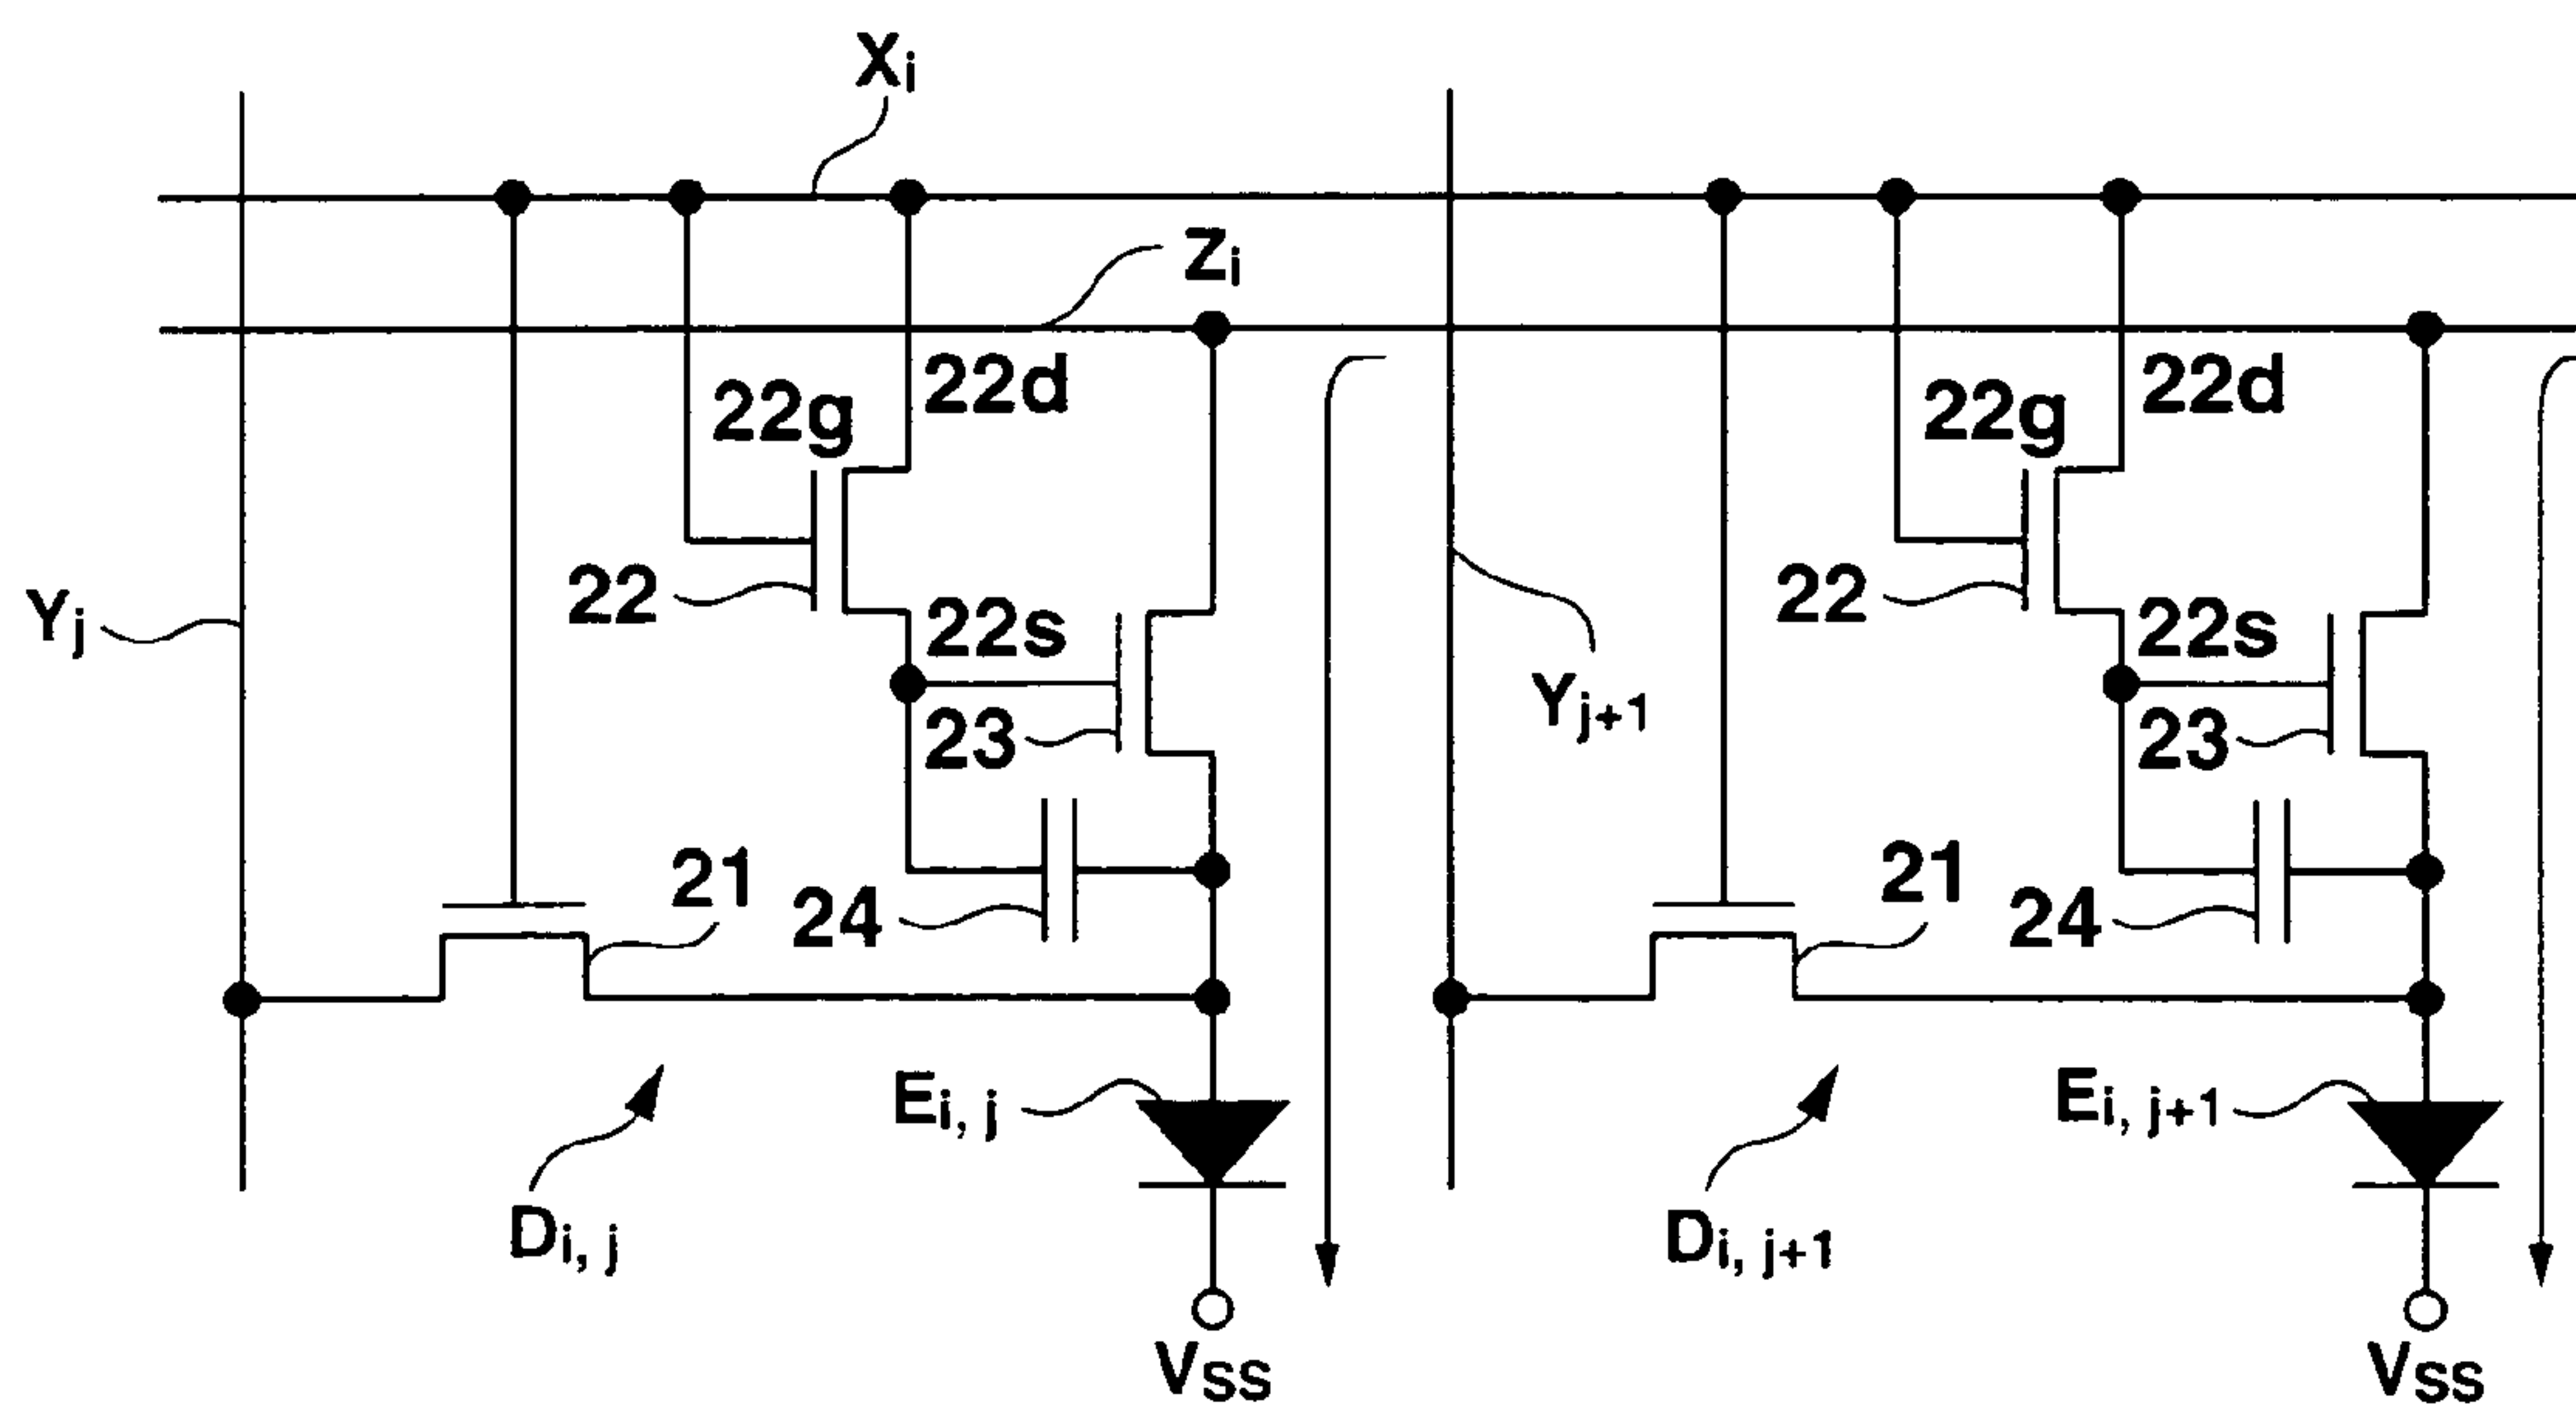 Xi
Zi
22g 22d 22g 22d
22 22s 22 22s
Yj
23 Yj+1 23
21 24 21 24
Ei, j Ei, j+1
Di, j Di, j+1
VSS VSS